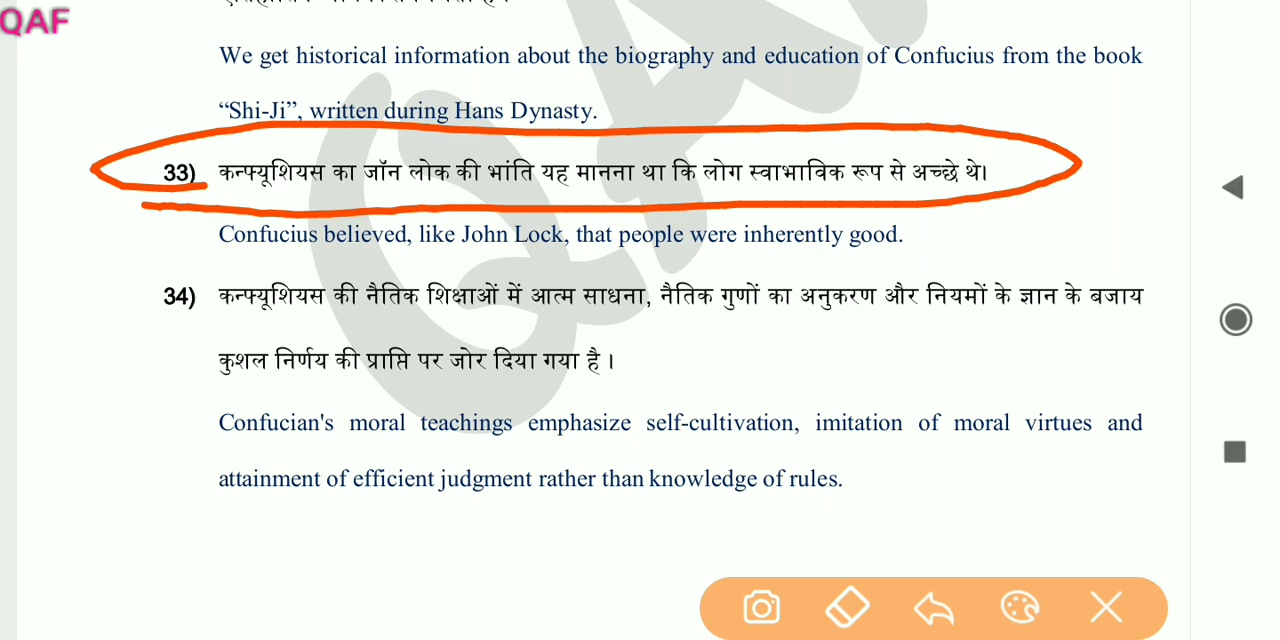 QAF
We get historical information about the biography and education of Confucius from the book
“Shi-Ji”, written during Hans Dynasty.
33) कन्फ्यूशियस का जॉन लोक की भांति यह मानना था कि लोग स्वाभाविक रूप से अच्छे थे।
Confucius believed, like John Lock, that people were inherently good.
34) कन्फ्यूशियस की नैतिक शिक्षाओं में आत्म साधना, नैतिक गुणों का अनुकरण और नियमों के ज्ञान के बजाय
कुशल निर्णय की प्राप्ति पर जोर दिया गया है ।
Confucian's moral teachings emphasize self-cultivation, imitation of moral virtues and
attainment of efficient judgment rather than knowledge of rules.